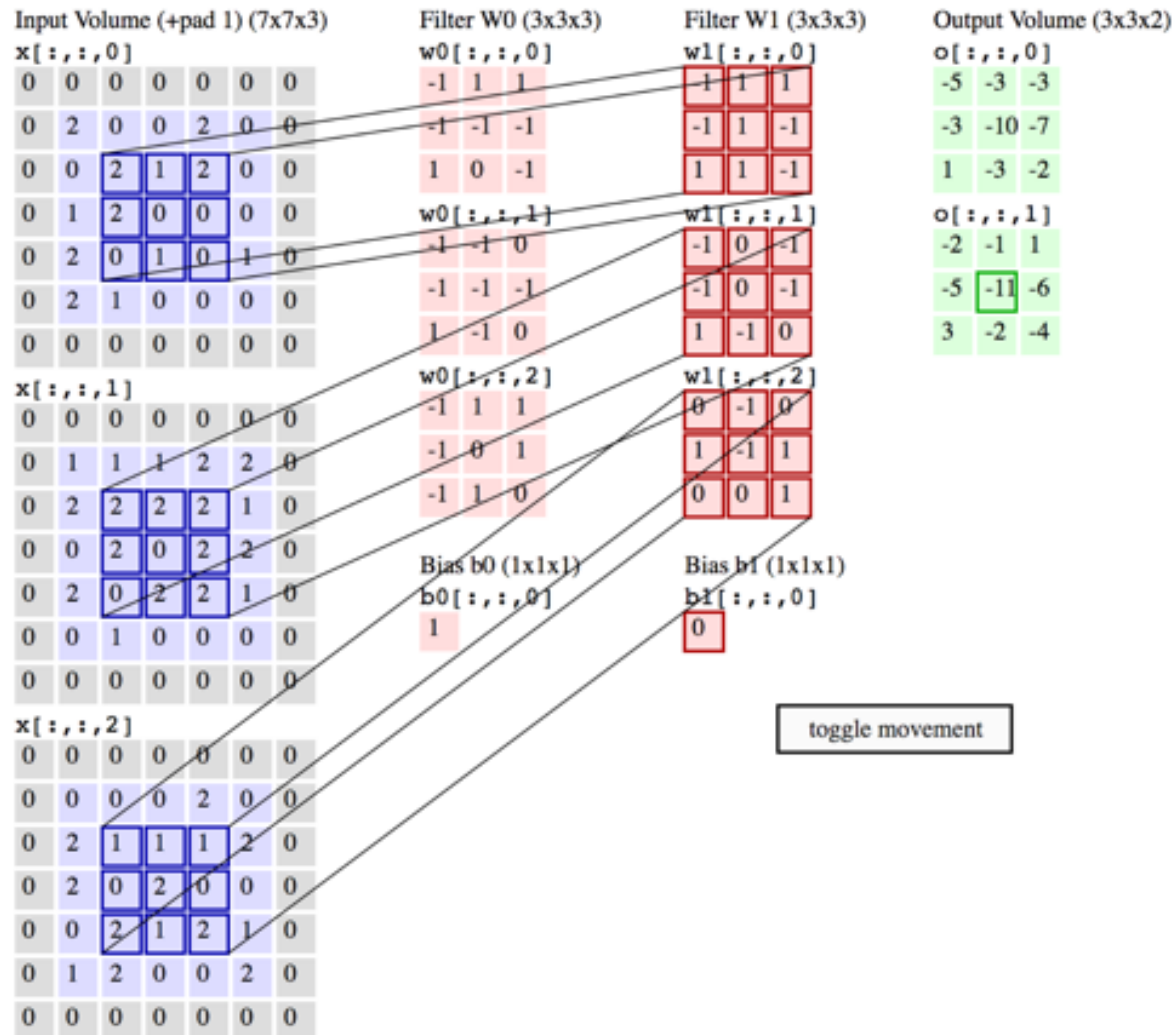 Input Volume (+pad 1) (7x7x3)
x[:,:,0]
0 0 0 0 0 0 0
0 2 0 0 2 0 0
0 0 2 1 2 0 0
0 1 2 0 0 0 0
0 2 0 1 0 1 0
0 2 1 0 0 0 0
0 0 0 0 0 0 0
x[:,:,1]
0 0 0 0 0 0 0
0 1 1 1 2 2 0
0 2 2 2 2 1 0
0 0 2 0 2 2 0
0 2 0 2 2 1 0
0 0 1 0 0 0 0
0 0 0 0 0 0 0
x[:,:,2]
0 0 0 0 0 0 0
0 0 0 0 2 0 0
0 2 1 1 1 2 0
0 2 0 2 0 0 0
0 0 2 1 2 1 0
0 1 2 0 0 2 0
0 0 0 0 0 0 0
Filter W0 (3x3x3)
w0[:,:,0]
-1 1 1
-1 -1 -1
1 0 -1
w0[:,:,1]
-1 -1 0
-1 -1 -1
1 -1 0
w0[:,:,2]
-1 1 1
-1 0 1
-1 1 0
Bias b0 (1x1x1)
b0[:,:,0]
1
Filter W1 (3x3x3)
w1[:,:,0]
-1 1 1
-1 1 -1
1 1 -1
w1[:,:,1]
-1 0 -1
-1 0 -1
1 -1 0
w1[:,:,2]
0 -1 0
1 -1 1
0 0 1
Bias b1 (1x1x1)
b1[:,:,0]
0
Output Volume (3x3x2)
o[:,:,0]
-5 -3 -3
-3 -10 -7
1 -3 -2
o[:,:,1]
-2 -1 1
-5 -11 -6
3 -2 -4
toggle movement